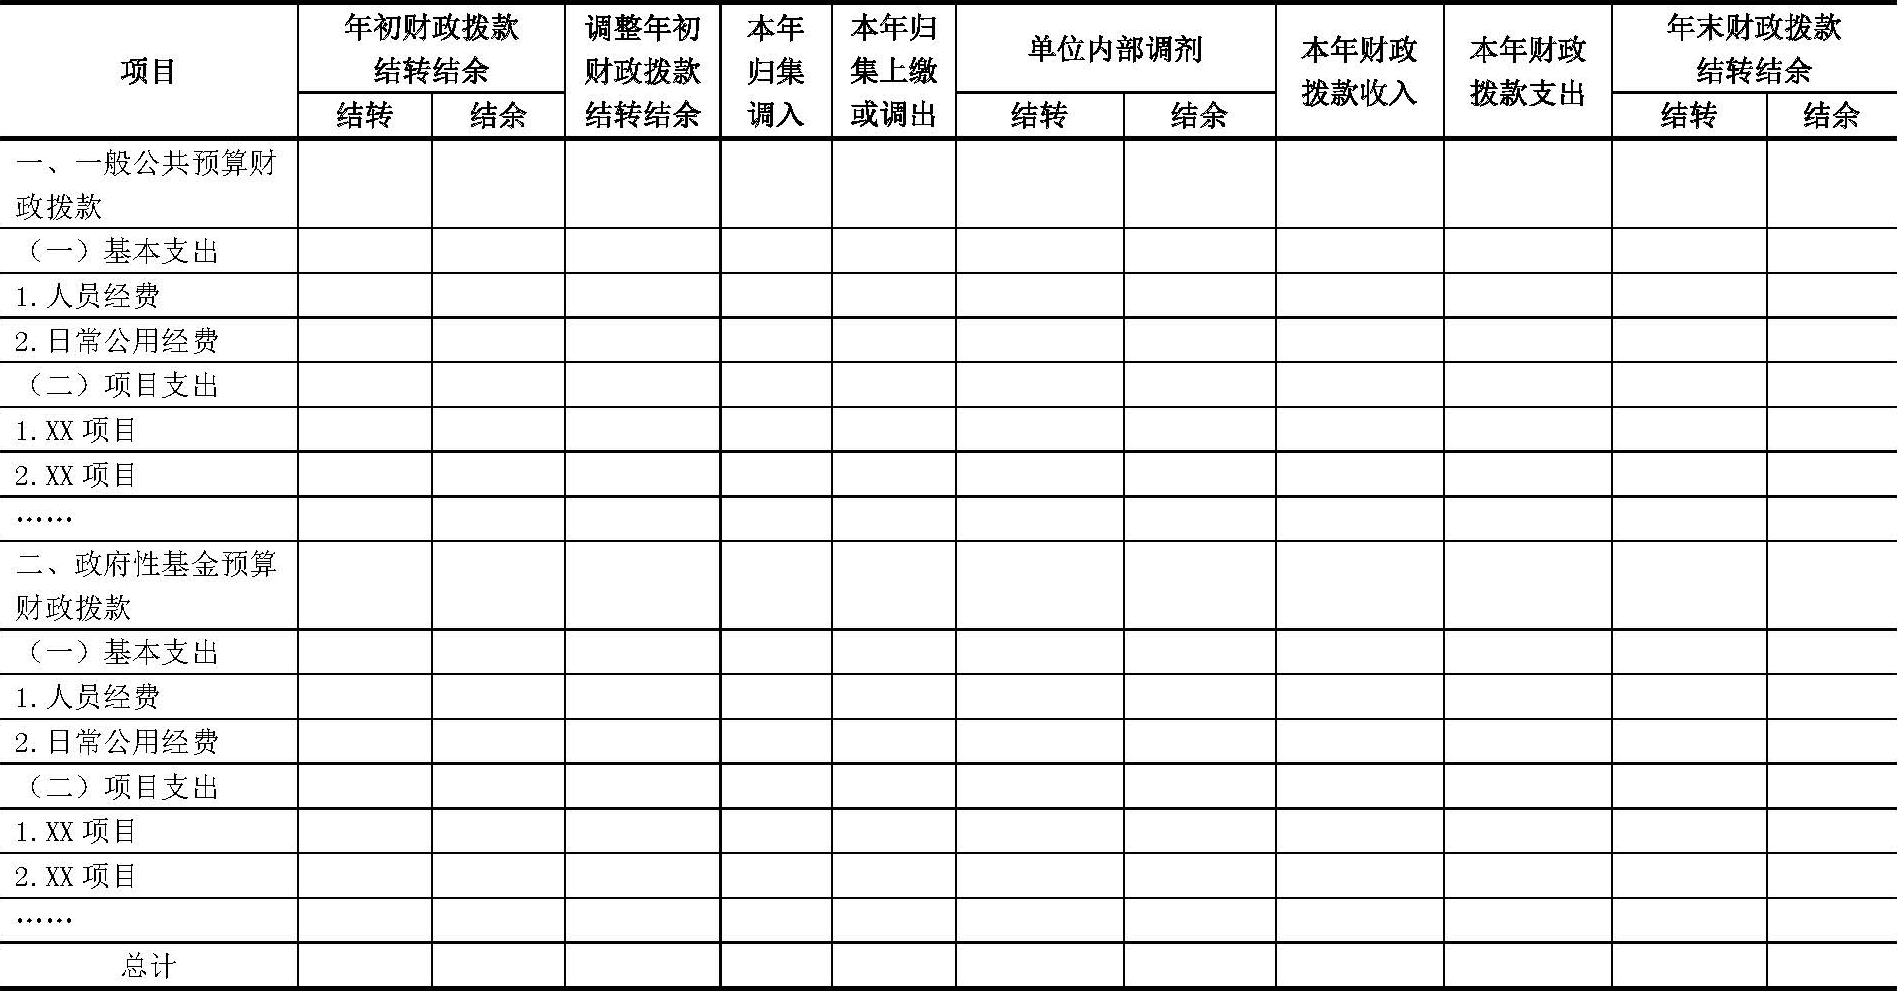 项目
年初财政拨款
结转结余
结转
结余
调整年初
财政拨款
结转结余
本年
归集
调入
本年归
集上缴
或调出
单位内部调剂
结转
结余
本年财政
拨款收入
本年财政
拨款支出
年末财政拨款
结转结余
结转
结余
一、一般公共预算财
政拨款
（一）基本支出
1.人员经费
2.日常公用经费
（二）项目支出
1.XX 项目
2.XX 项目
……
二、政府性基金预算
财政拨款
（一）基本支出
1.人员经费
2.日常公用经费
（二）项目支出
1.XX 项目
2.XX 项目
……
总计